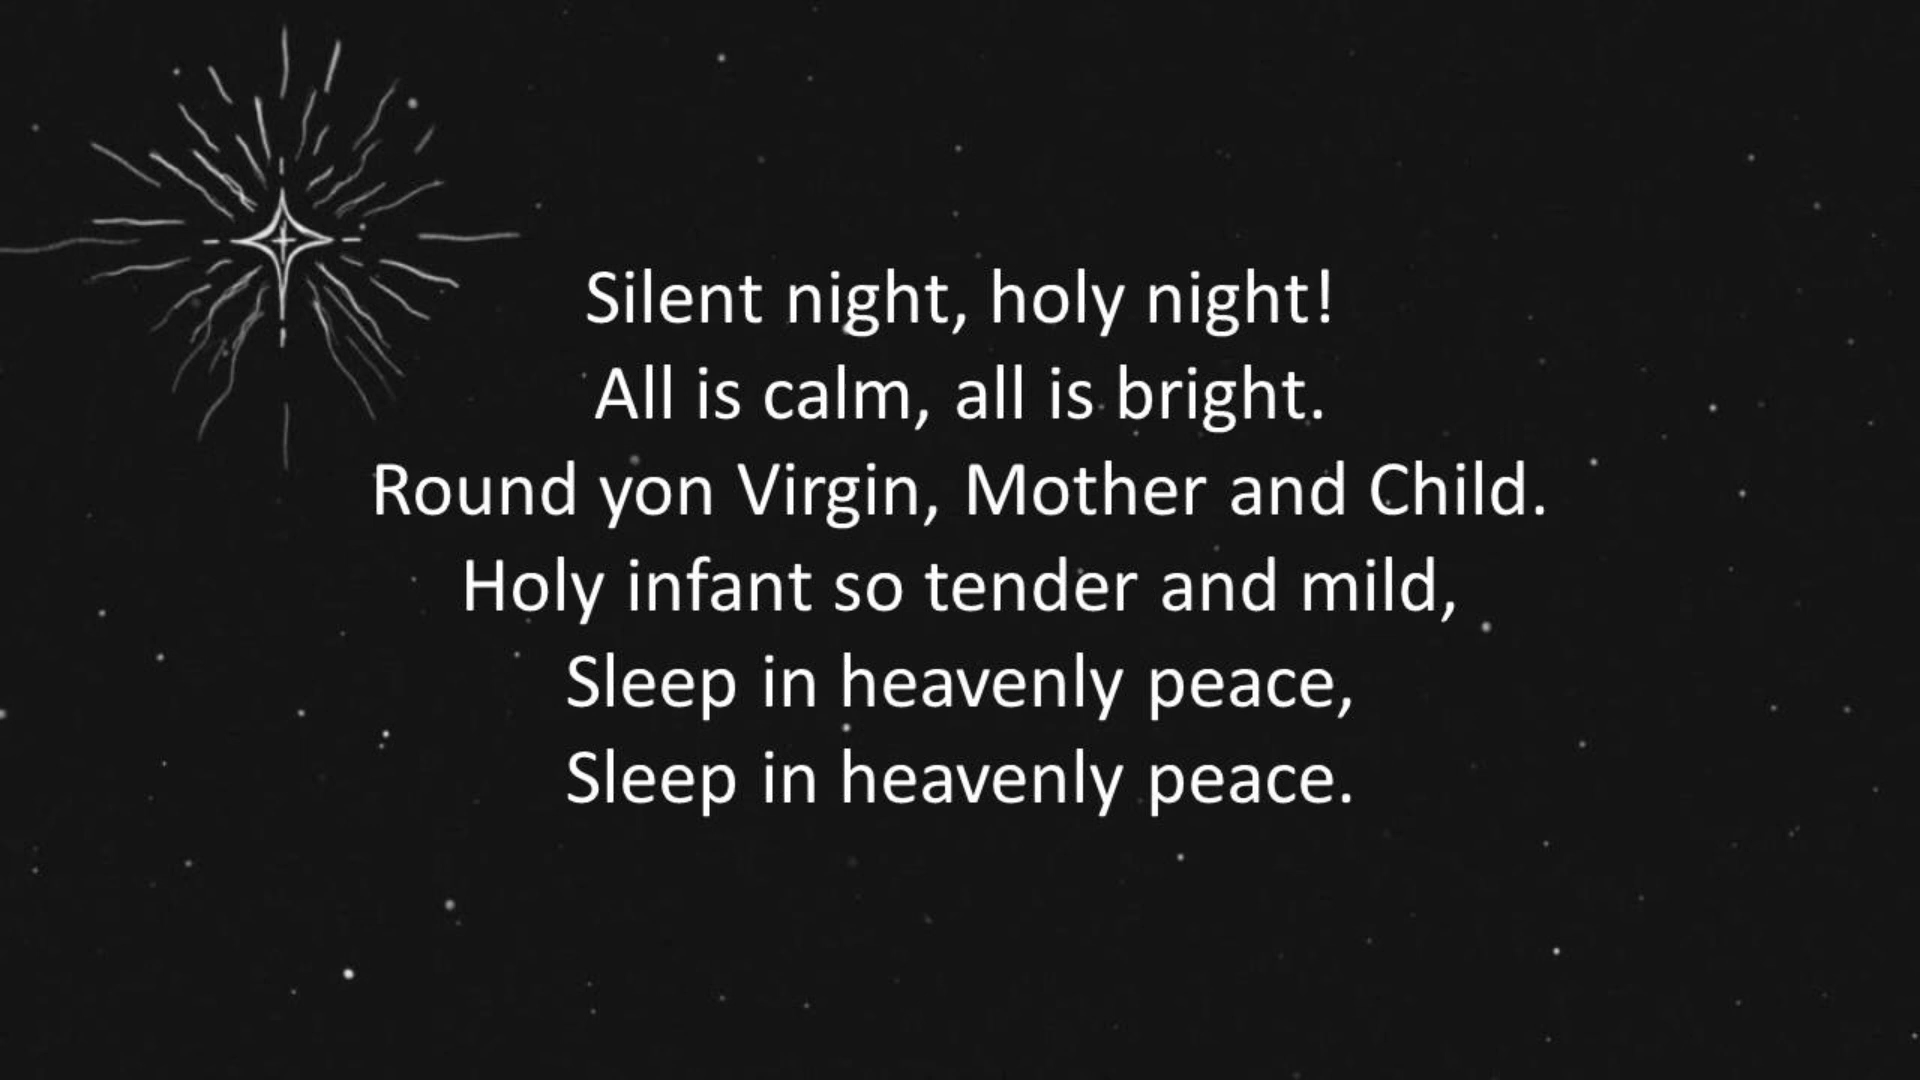 Silent night, holy night!
All is calm, all is bright.
Round yon Virgin, Mother and Child.
Holy infant so tender and mild,
Sleep in heavenly peace,
Sleep in heavenly peace.